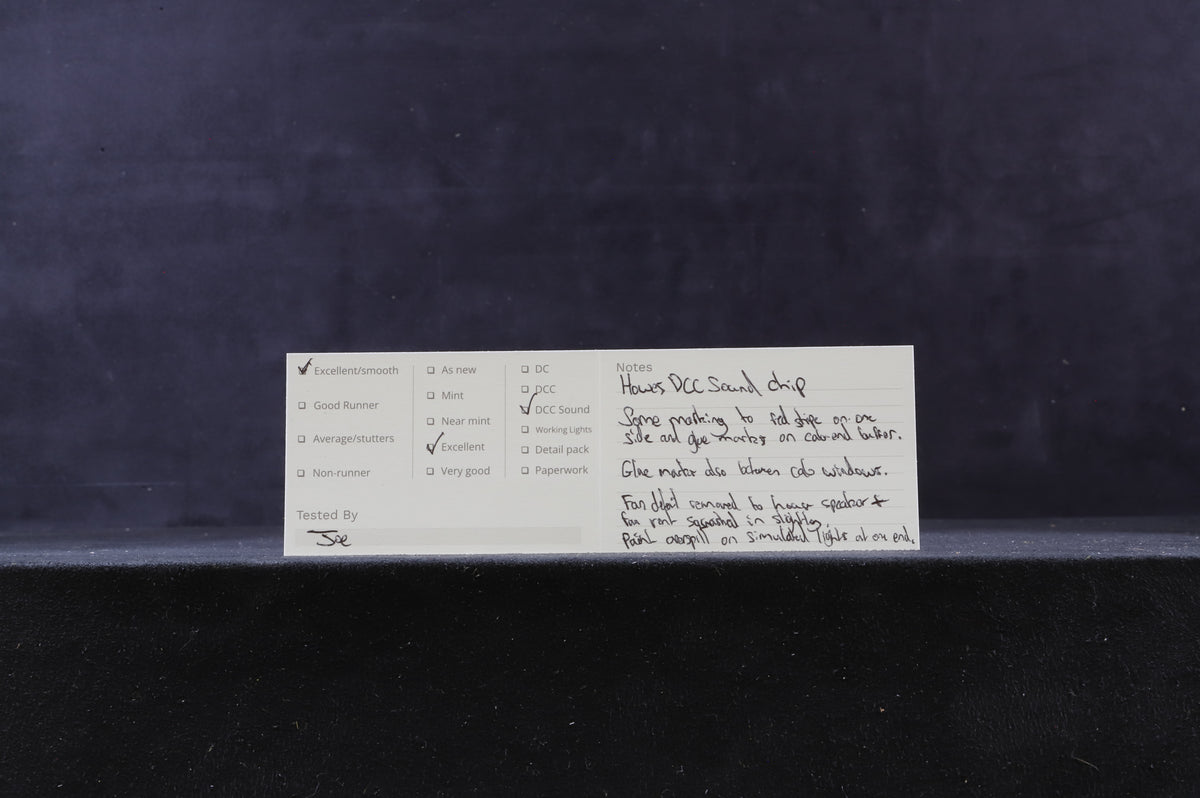 Excellent/smooth
Good Runner
Average/stutters
Non-runner
As new
Mint
Near mint
Excellent
Very good
DC
DCC
DCC Sound
Working Lights
Detail pack
Paperwork
Tested By
Joe
Notes
Howes DCC Sound chip
Some marking to red stripe on one
side and glue marks on cab end buffer.
Glue marks also between cab windows.
Fan detail removed to house speaker +
fan vent squashed in slightly.
Paint overspill on simulated lights at one end.